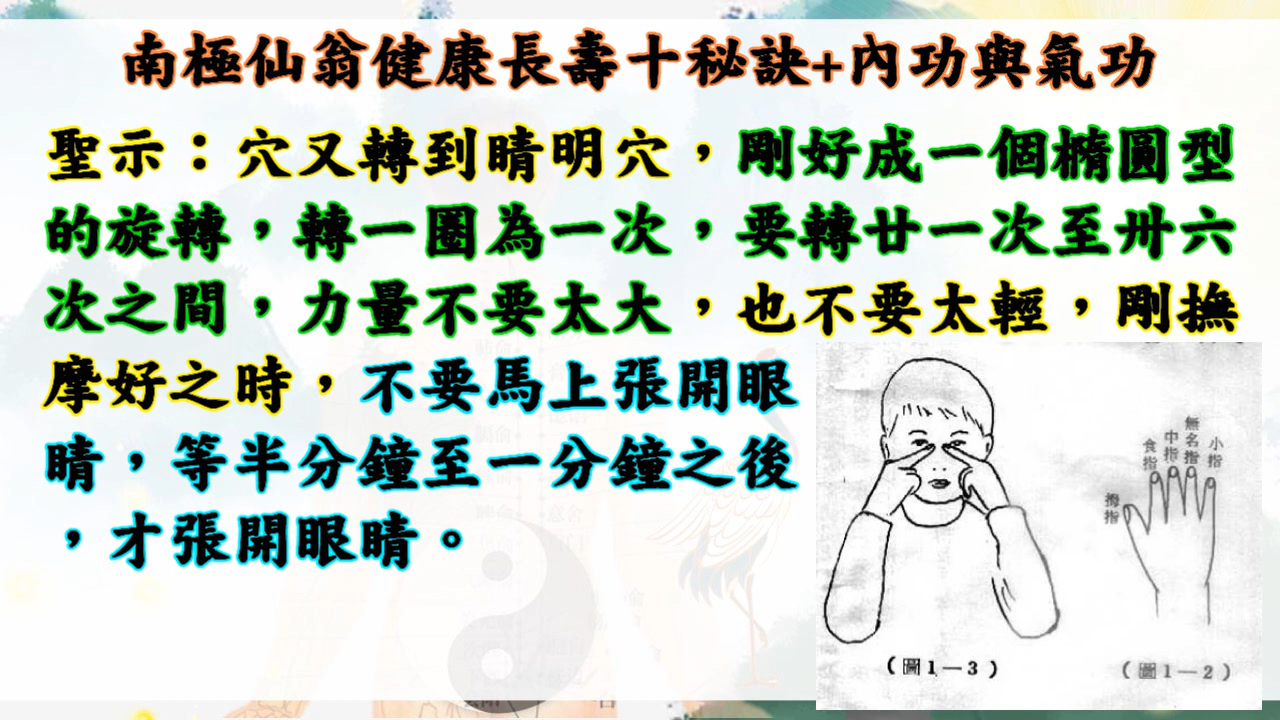 南極仙翁健康長壽十秘訣+內功與氣功
聖示：穴又轉到睛明穴，剛好成一個橢圓型
的旋轉，轉一圈為一次，要轉廿一次至卅六
次之間，力量不要太大，也不要太輕，剛撫
摩好之時，不要馬上張開眼
睛，等半分鐘至一分鐘之後
，才張開眼睛。
拇指
食指
中指
無名指
小指
(圖1—3)
(圖1—2)